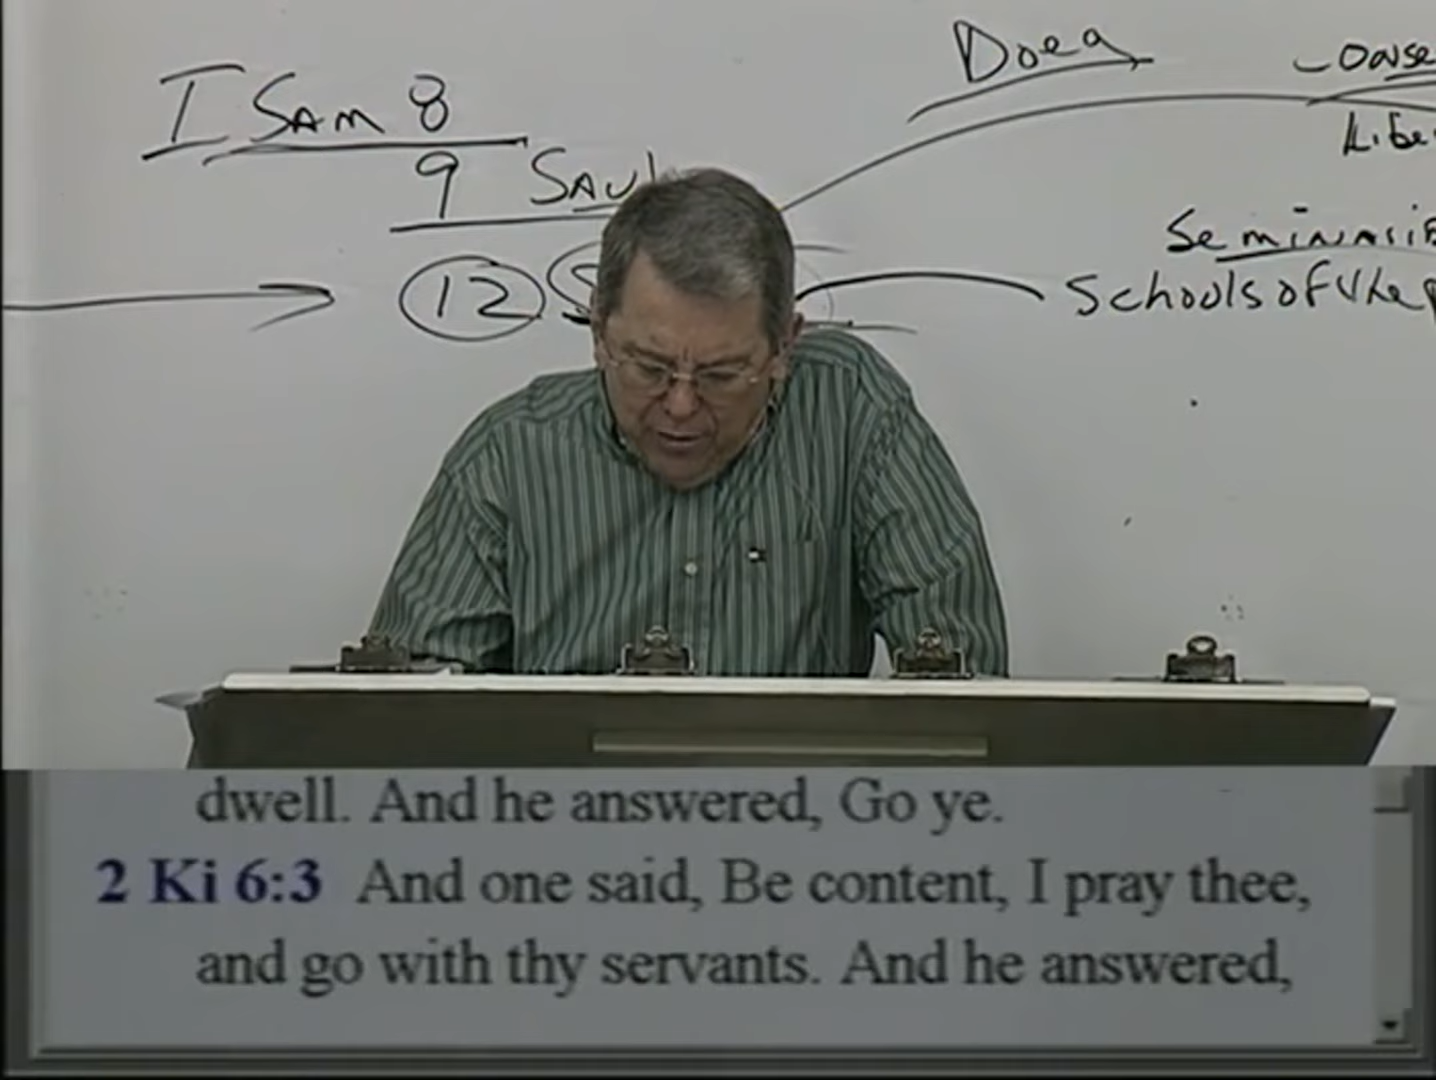 I SAM 8
9 SAUL
12
Doeg
Seminari
Schools of the p
dwell. And he answered, Go ye.
2 Ki 6:3 And one said, Be content, I pray thee,
and go with thy servants. And he answered,